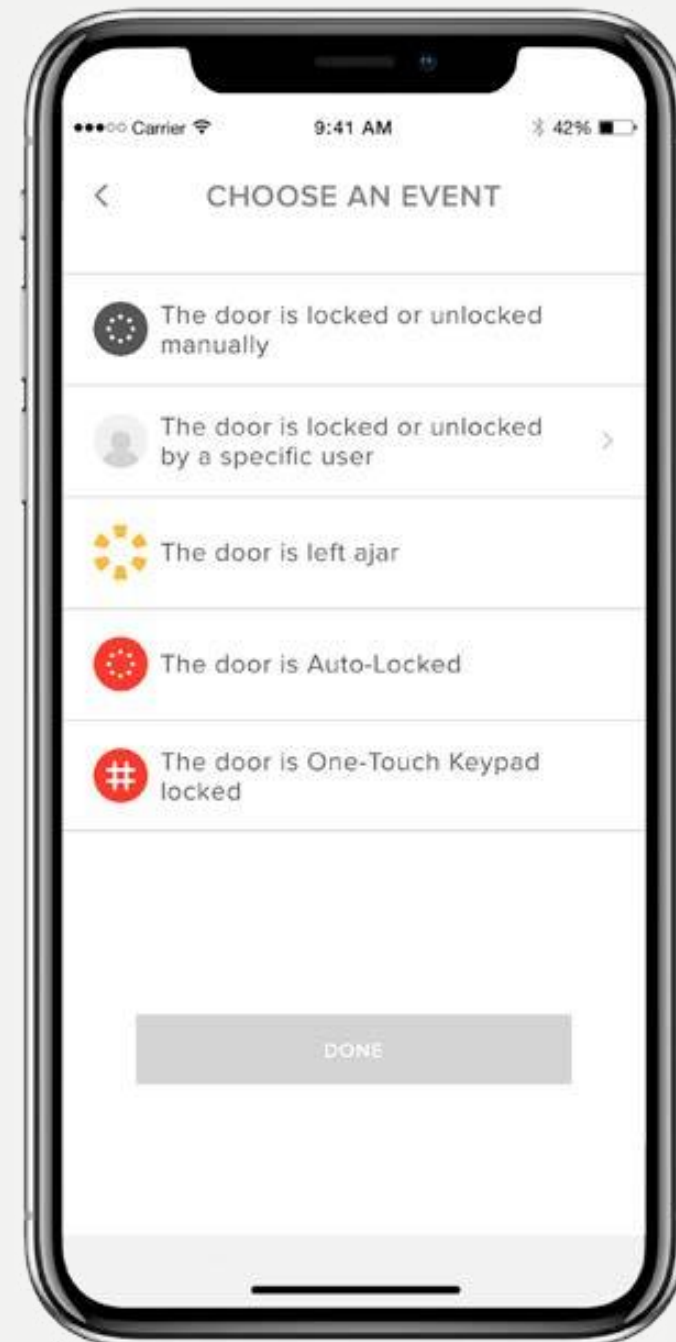 Carrier 9:41 AM 42%
CHOOSE AN EVENT
The door is locked or unlocked
manually
The door is locked or unlocked
by a specific user
The door is left ajar
The door is Auto-Locked
The door is One-Touch Keypad
locked
DONE